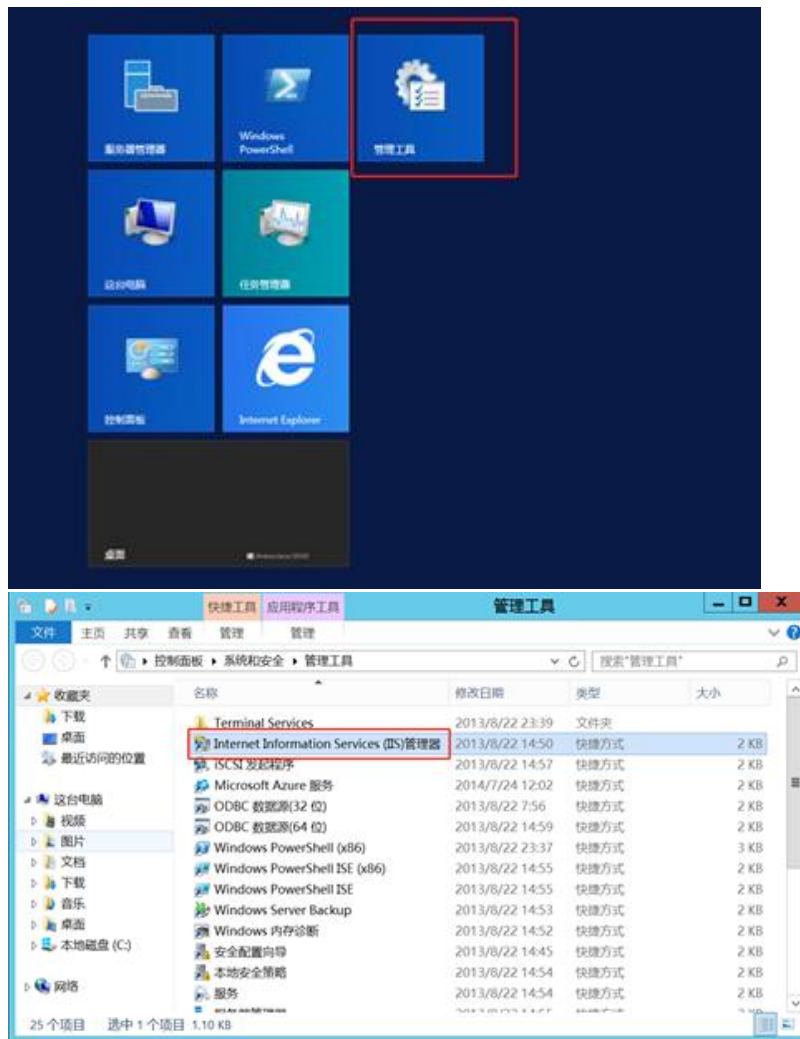 服务器管理器
Windows PowerShell
管理工具
这台电脑
任务管理器
控制面板
Internet Explorer
桌面
快捷工具 应用程序工具 管理工具
文件 主页 共享 查看 管理 管理
控制面板 系统和安全 管理工具 搜索"管理工具"
收藏夹
下载
桌面
最近访问的位置
这台电脑
视频
图片
文档
下载
音乐
桌面
本地磁盘 (C:)
网络
名称 修改日期 类型 大小
Terminal Services 2013/8/22 23:39 文件夹
Internet Information Services (IIS)管理器 2013/8/22 14:50 快捷方式 2 KB
iSCSI 发起程序 2013/8/22 14:57 快捷方式 2 KB
Microsoft Azure 服务 2014/7/24 12:02 快捷方式 2 KB
ODBC 数据源(32 位) 2013/8/22 7:56 快捷方式 2 KB
ODBC 数据源(64 位) 2013/8/22 14:59 快捷方式 2 KB
Windows PowerShell (x86) 2013/8/22 23:37 快捷方式 3 KB
Windows PowerShell ISE (x86) 2013/8/22 14:55 快捷方式 2 KB
Windows PowerShell ISE 2013/8/22 14:55 快捷方式 2 KB
Windows Server Backup 2013/8/22 14:53 快捷方式 2 KB
Windows 内存诊断 2013/8/22 14:52 快捷方式 2 KB
安全配置向导 2013/8/22 14:45 快捷方式 2 KB
本地安全策略 2013/8/22 14:54 快捷方式 2 KB
服务 2013/8/22 14:54 快捷方式 2 KB
25 个项目 选中 1 个项目 1.10 KB